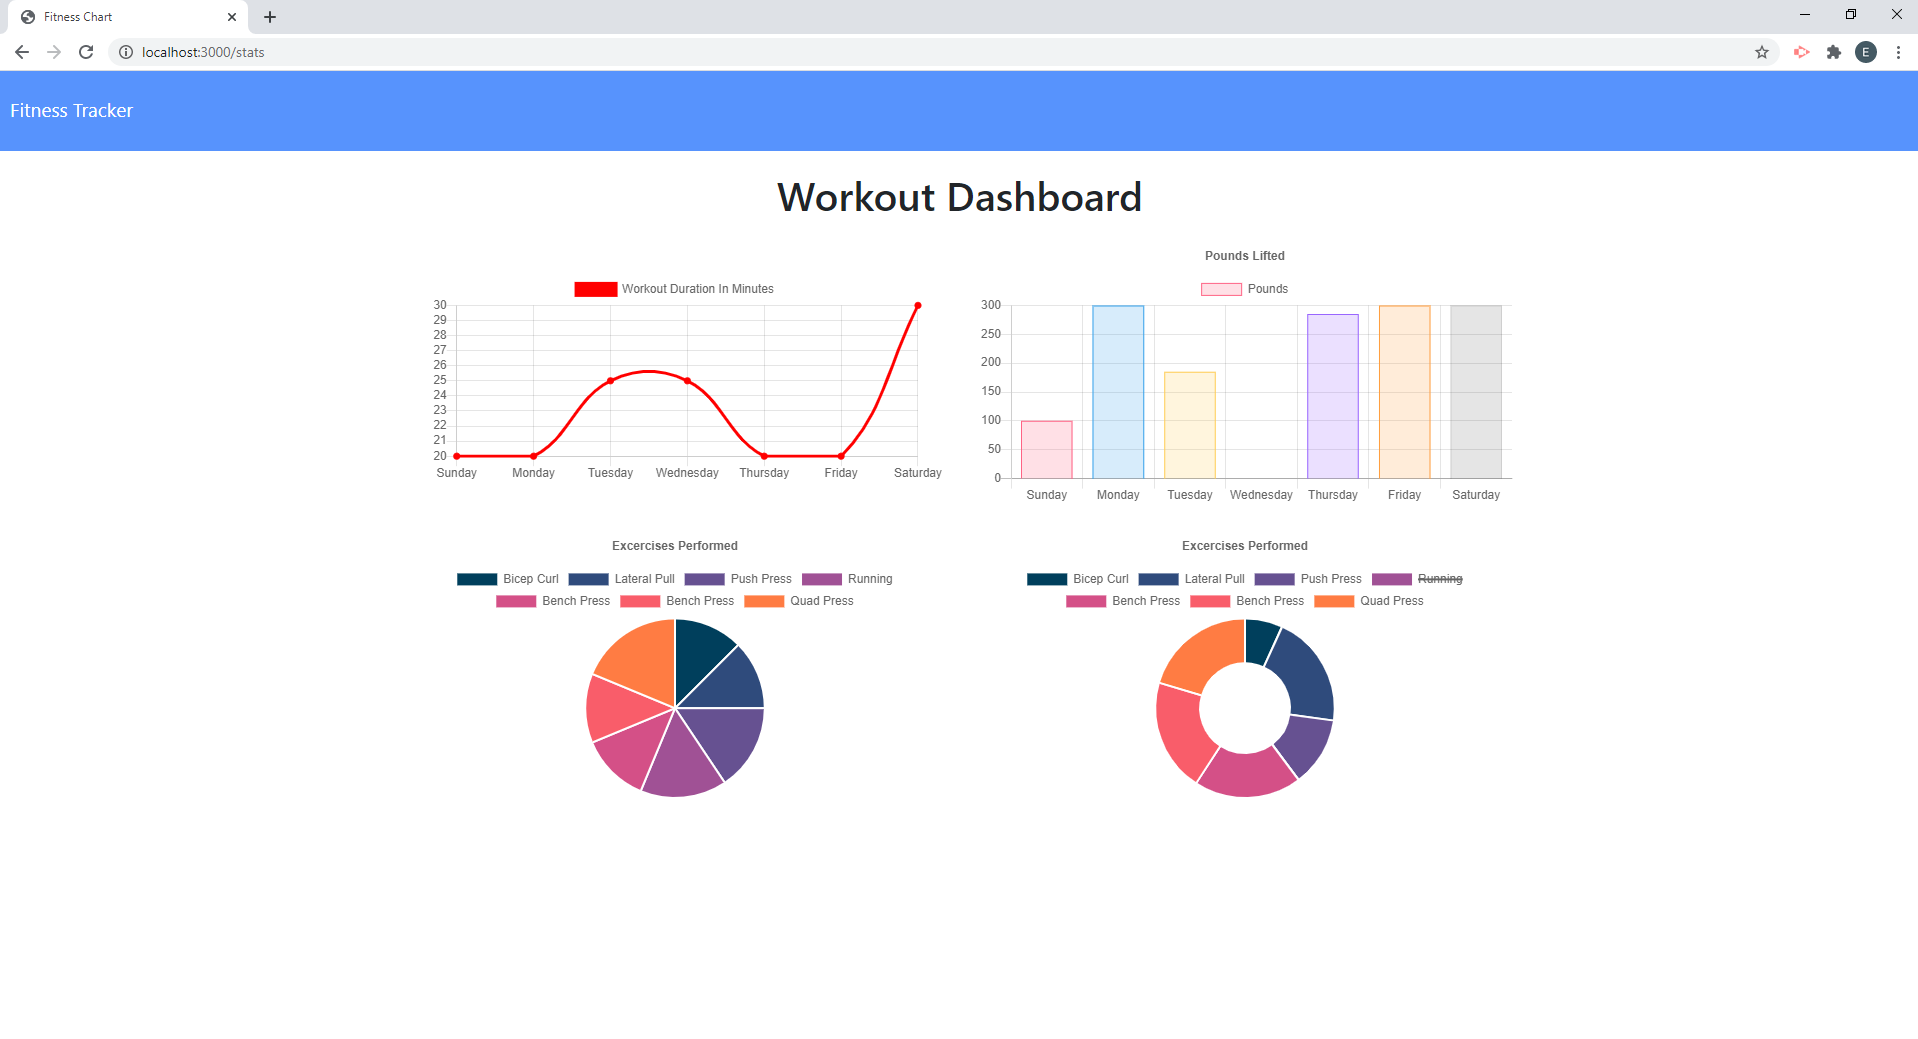 Fitness Chart
localhost:3000/stats
E
Fitness Tracker
Workout Dashboard
Workout Duration In Minutes
30
29
28
27
26
25
24
23
22
21
20
Sunday Monday Tuesday Wednesday Thursday Friday Saturday
Pounds Lifted
Pounds
300
250
200
150
100
50
0
Sunday Monday Tuesday Wednesday Thursday Friday Saturday
Excercises Performed
Bicep Curl Lateral Pull Push Press Running
Bench Press Bench Press Quad Press
Excercises Performed
Bicep Curl Lateral Pull Push Press Running
Bench Press Bench Press Quad Press